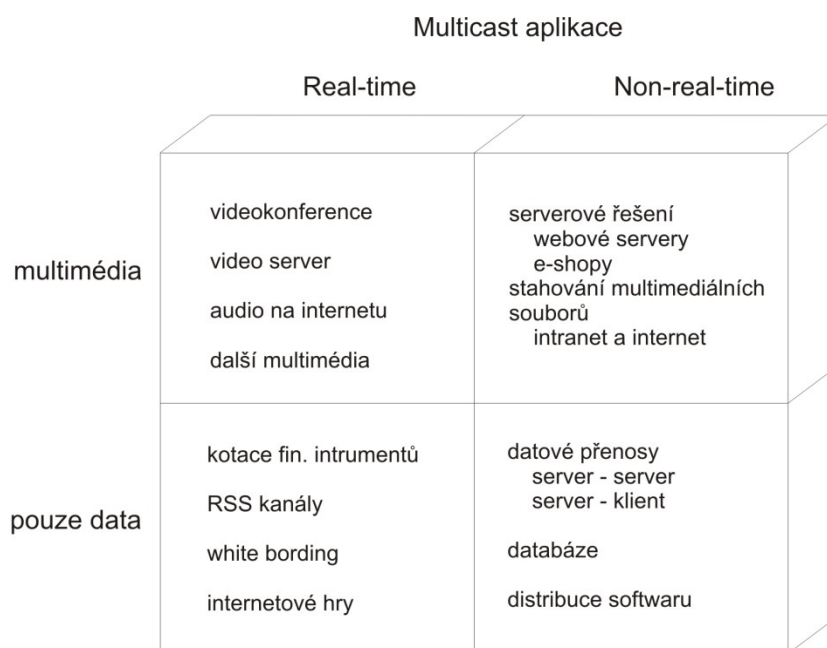 Multicast aplikace
Real-time
Non-real-time
multimédia
videokonference
video server
audio na internetu
další multimédia
serverové řešení
webové servery
e-shopy
stahování multimediálních
souborů
intranet a internet
pouze data
kotace fin. intrumentů
RSS kanály
white bording
internetové hry
datové přenosy
server - server
server - klient
databáze
distribuce softwaru